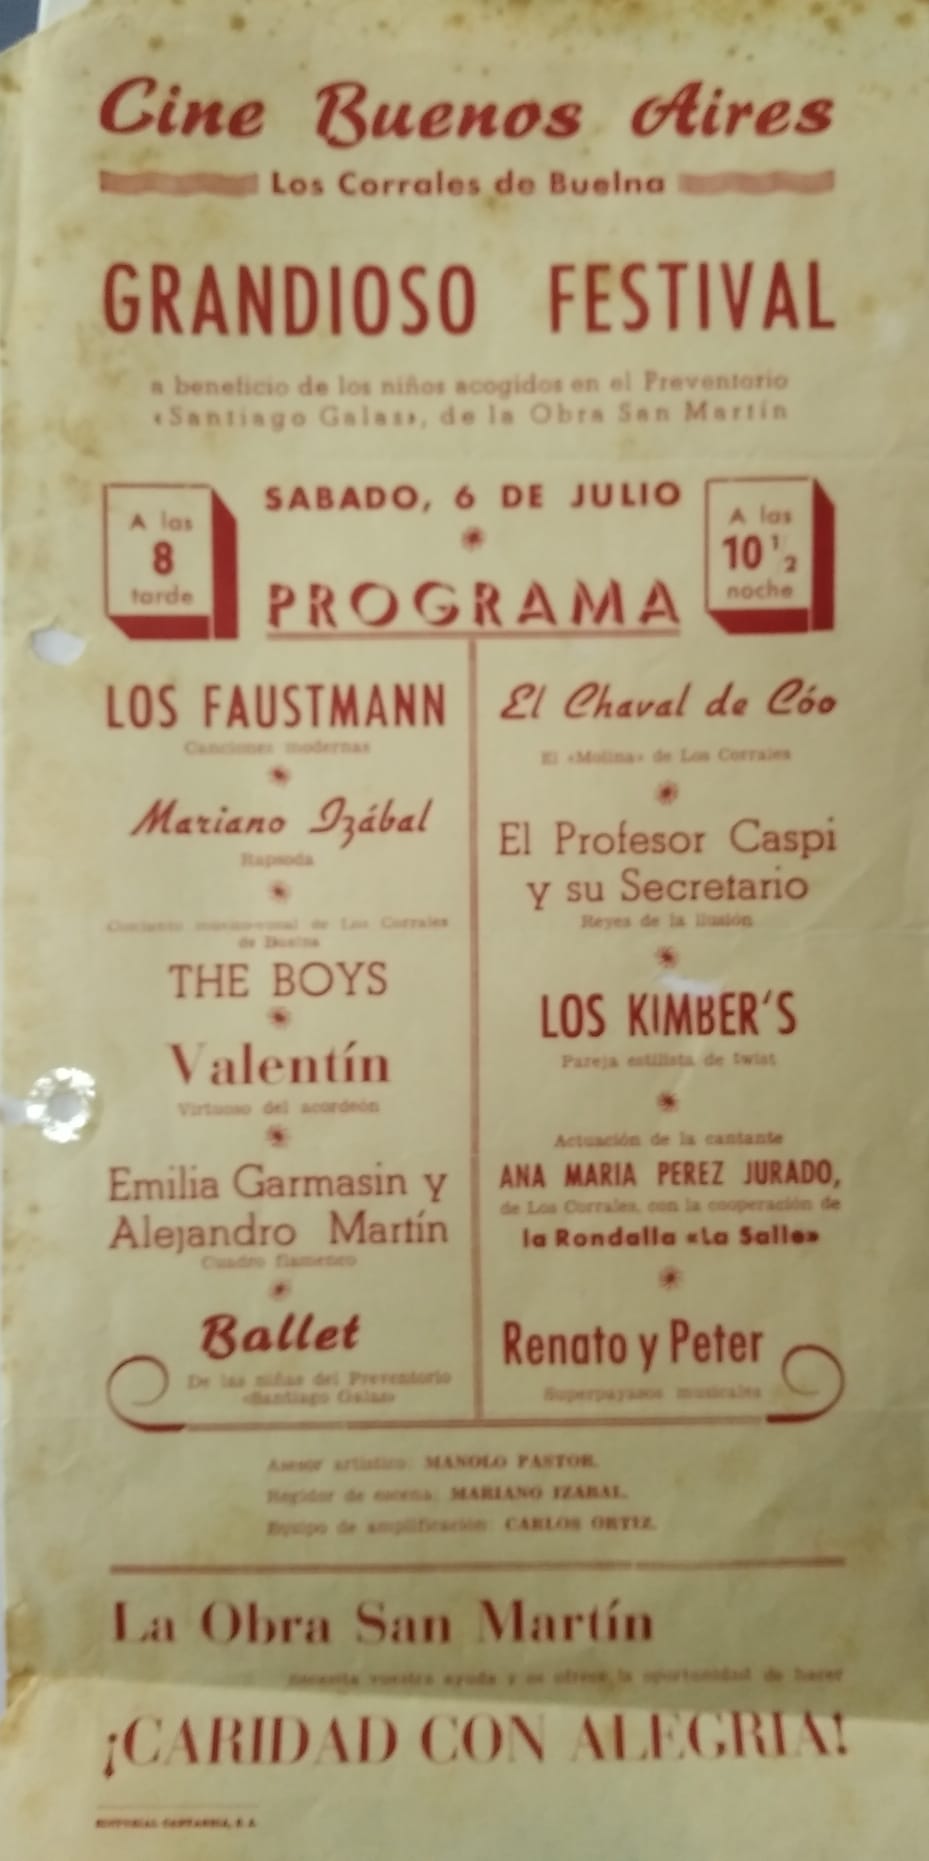 Cine Buenos Aires
Los Corrales de Buelna
GRANDIOSO FESTIVAL
a beneficio de los niños acogidos en el Preventorio
«Santiago Galas», de la Obra San Martín
A las
8
tarde
SABADO, 6 DE JULIO
A las
10 1/2
noche
PROGRAMA
LOS FAUSTMANN
Canciones modernas
Mariano Izábal
Rapsoda
Conjunto músico-vocal de Los Corrales
de Buelna
THE BOYS
Valentín
Virtuoso del acordeón
Emilia Garmasin y
Alejandro Martín
Cuadro flamenco
Ballet
De las niñas del Preventorio
«Santiago Galas»
El Chaval de Cóo
El «Molina» de Los Corrales
El Profesor Caspi
y su Secretario
Reyes de la ilusión
LOS KIMBER'S
Pareja estilista de twist
Actuación de la cantante
ANA MARIA PEREZ JURADO,
de Los Corrales, con la cooperación de
la Rondalla «La Salle»
Renato y Peter
Superpayasos musicales
Asesor artístico: MANOLO PASTOR.
Regidor de escena: MARIANO IZABAL.
Equipo de amplificación: CARLOS ORTIZ.
La Obra San Martín
necesita vuestra ayuda y os ofrece la oportunidad de hacer
¡CARIDAD CON ALEGRIA!
EDITORIAL CANTABRIA, S. A.